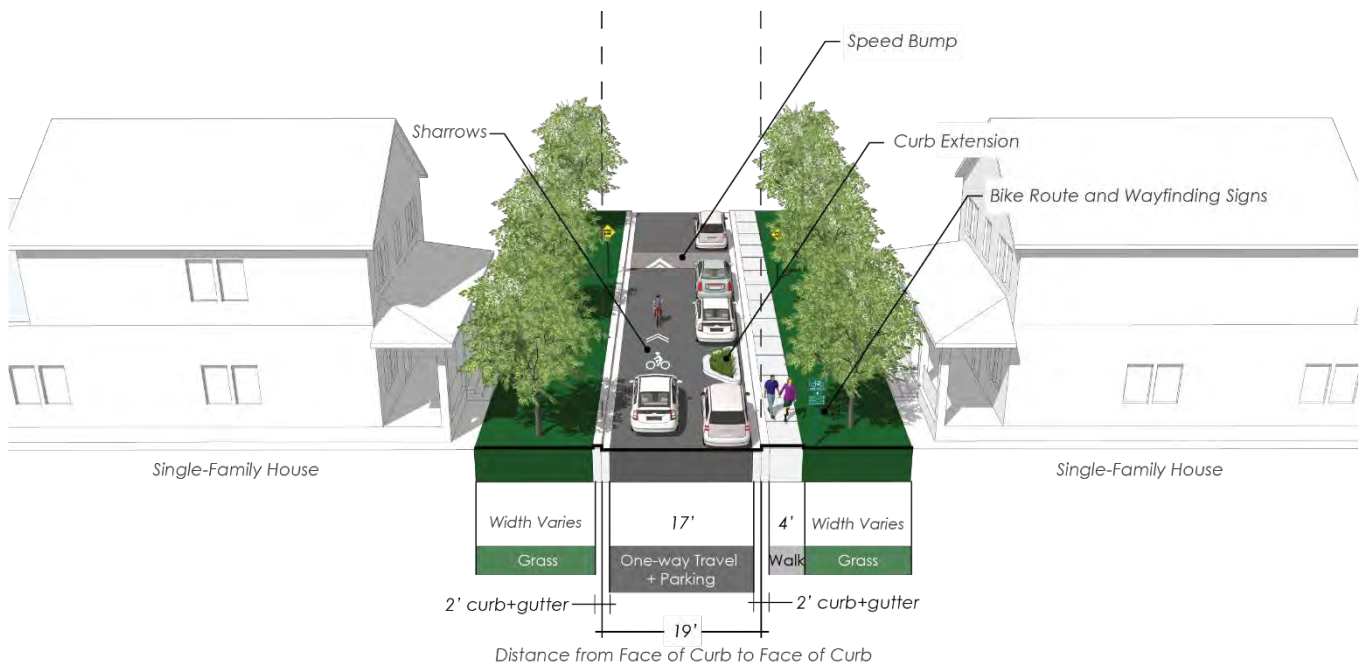 Speed Bump
Sharrows
Curb Extension
Bike Route and Wayfinding Signs
Single-Family House
Single-Family House
Width Varies
17’
4’
Width Varies
Grass
One-way Travel
+ Parking
Walk
Grass
2’ curb+gutter
2’ curb+gutter
19’
Distance from Face of Curb to Face of Curb